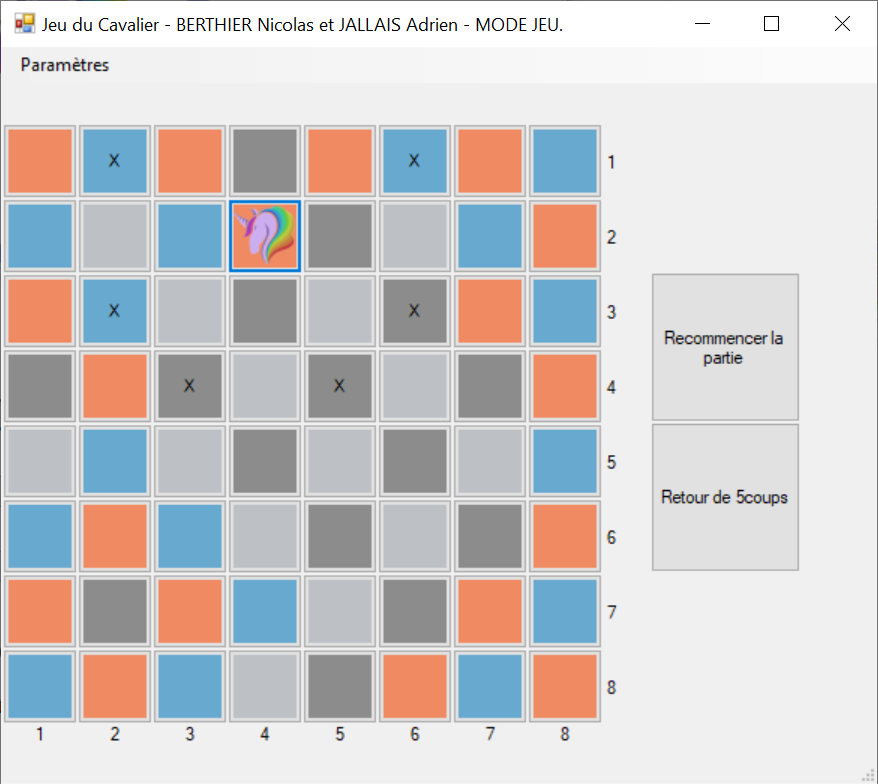 Jeu du Cavalier - BERTHIER Nicolas et JALLAIS Adrien - MODE JEU.
Paramètres
X X 1
2
X X 3
X X 4
5
6
7
8
1 2 3 4 5 6 7 8
Recommencer la
partie
Retour de 5coups